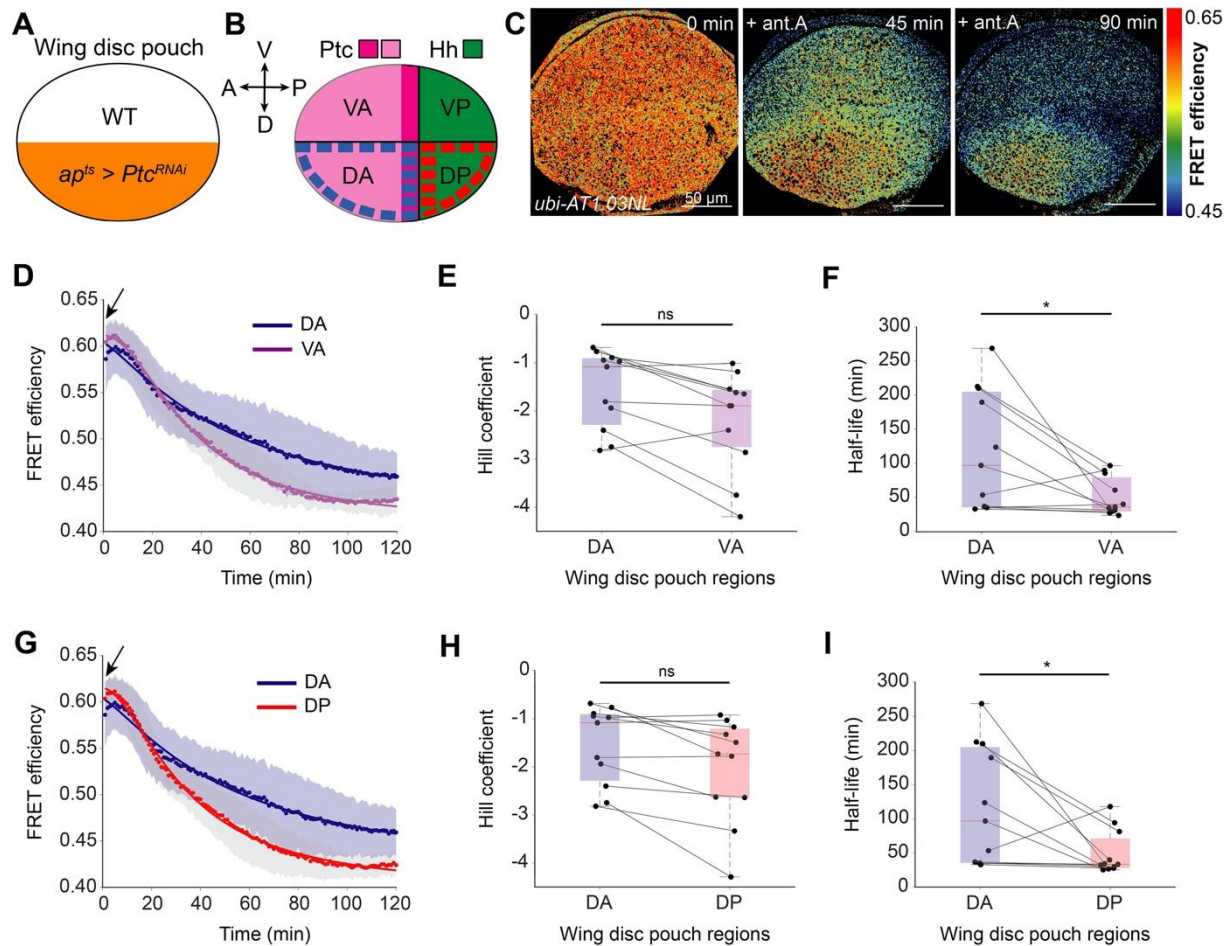 A
Wing disc pouch
WT
ap^ts > Ptc^RNAi
B
V
A P
D
Ptc Hh
VA VP
DA DP
C
0 min
ubi-AT1.03NL
50 µm
+ ant.A 45 min
+ ant.A 90 min
0.65
FRET efficiency
0.45
D
FRET efficiency
0.65
0.60
0.55
0.50
0.45
0.40
DA
VA
0 20 40 60 80 100 120
Time (min)
E
Hill coefficient
-0
-1
-2
-3
-4
ns
DA VA
Wing disc pouch regions
F
Half-life (min)
300
250
200
150
100
50
0
*
DA VA
Wing disc pouch regions
G
FRET efficiency
0.65
0.60
0.55
0.50
0.45
0.40
DA
DP
0 20 40 60 80 100 120
Time (min)
H
Hill coefficient
0
-1
-2
-3
-4
ns
DA DP
Wing disc pouch regions
I
Half-life (min)
300
250
200
150
100
50
0
*
DA DP
Wing disc pouch regions